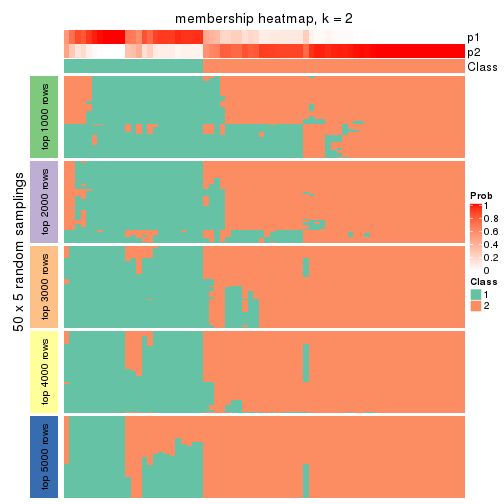 membership heatmap, k = 2
p1
p2
Class
50 x 5 random samplings
top 1000 rows
top 2000 rows
top 3000 rows
top 4000 rows
top 5000 rows
Prob
1
0.8
0.6
0.4
0.2
0
Class
1
2